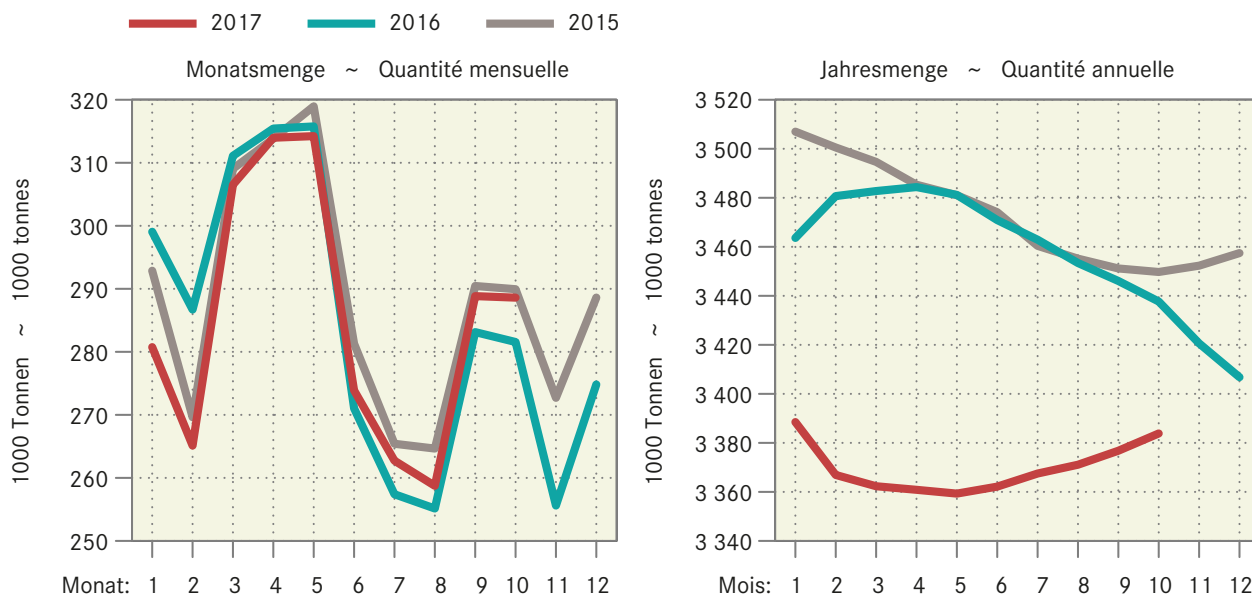 2017 2016 2015
Monatsmenge ~ Quantité mensuelle
1000 Tonnen ~ 1000 tonnes
320
310
300
290
280
270
260
250
Monat: 1 2 3 4 5 6 7 8 9 10 11 12
Jahresmenge ~ Quantité annuelle
1000 Tonnen ~ 1000 tonnes
3 520
3 500
3 480
3 460
3 440
3 420
3 400
3 380
3 360
3 340
Mois: 1 2 3 4 5 6 7 8 9 10 11 12